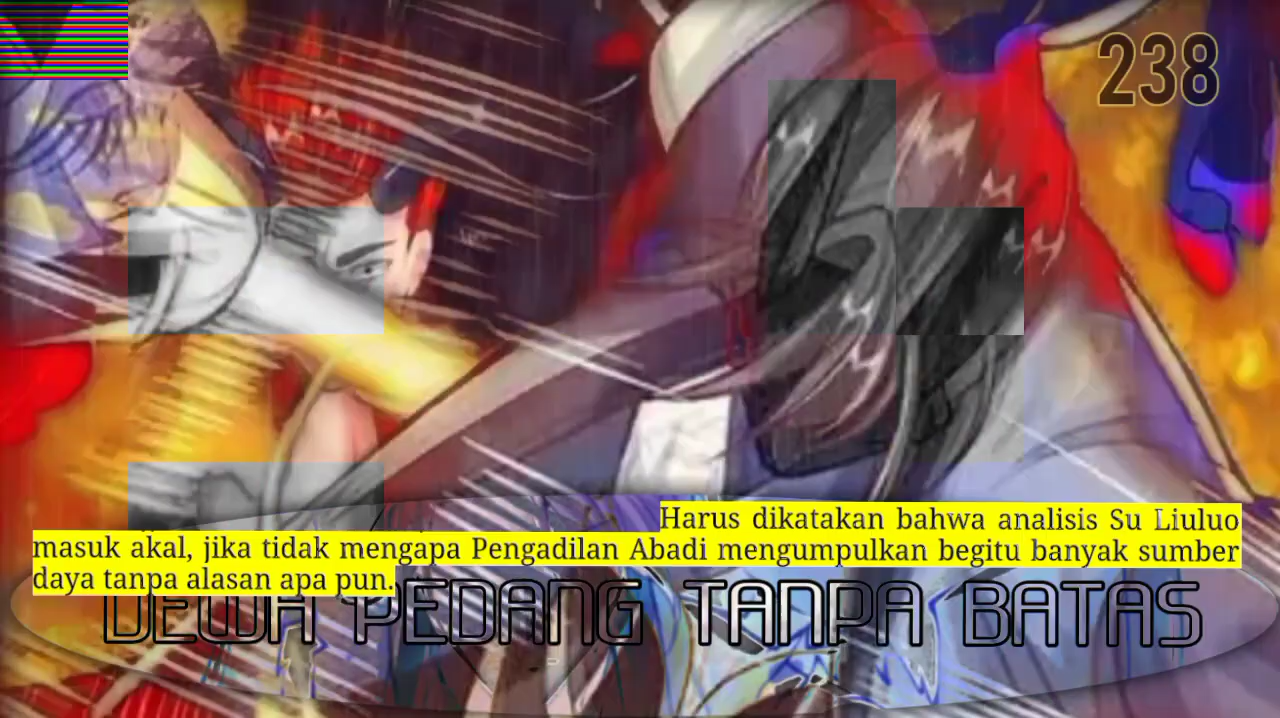 238
Harus dikatakan bahwa analisis Su Liuluo
masuk akal, jika tidak mengapa Pengadilan Abadi mengumpulkan begitu banyak sumber
daya tanpa alasan apa pun.
DEWA PEDANG TANPA BATAS